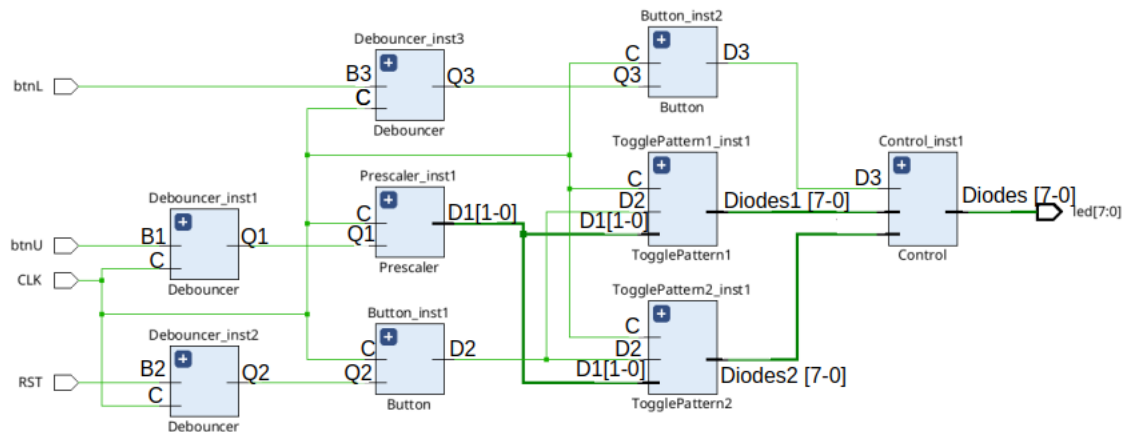 Button_inst2
C
D3
Q3
Button
Debouncer_inst3
btnL
B3
Q3
C
Debouncer
TogglePattern1_inst1
C
D2
D1[1-0]
Diodes1 [7-0]
TogglePattern1
Control_inst1
D3
Diodes [7-0]
led[7:0]
Control
Prescaler_inst1
C
D1[1-0]
Q1
Prescaler
Debouncer_inst1
btnU
B1
Q1
CLK
C
Debouncer
TogglePattern2_inst1
C
D2
D1[1-0]
Diodes2 [7-0]
TogglePattern2
Button_inst1
C
D2
Q2
Button
Debouncer_inst2
RST
B2
Q2
C
Debouncer